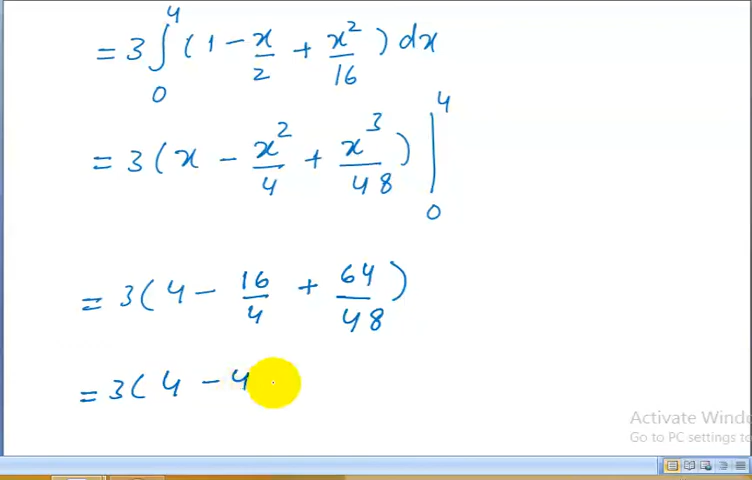 = 3 ∫₀⁴ (1 − x/2 + x²/16) dx
= 3 (x − x²/4 + x³/48) |₀⁴
= 3 (4 − 16/4 + 64/48)
= 3 (4 − 4
Activate Windo
Go to PC settings to